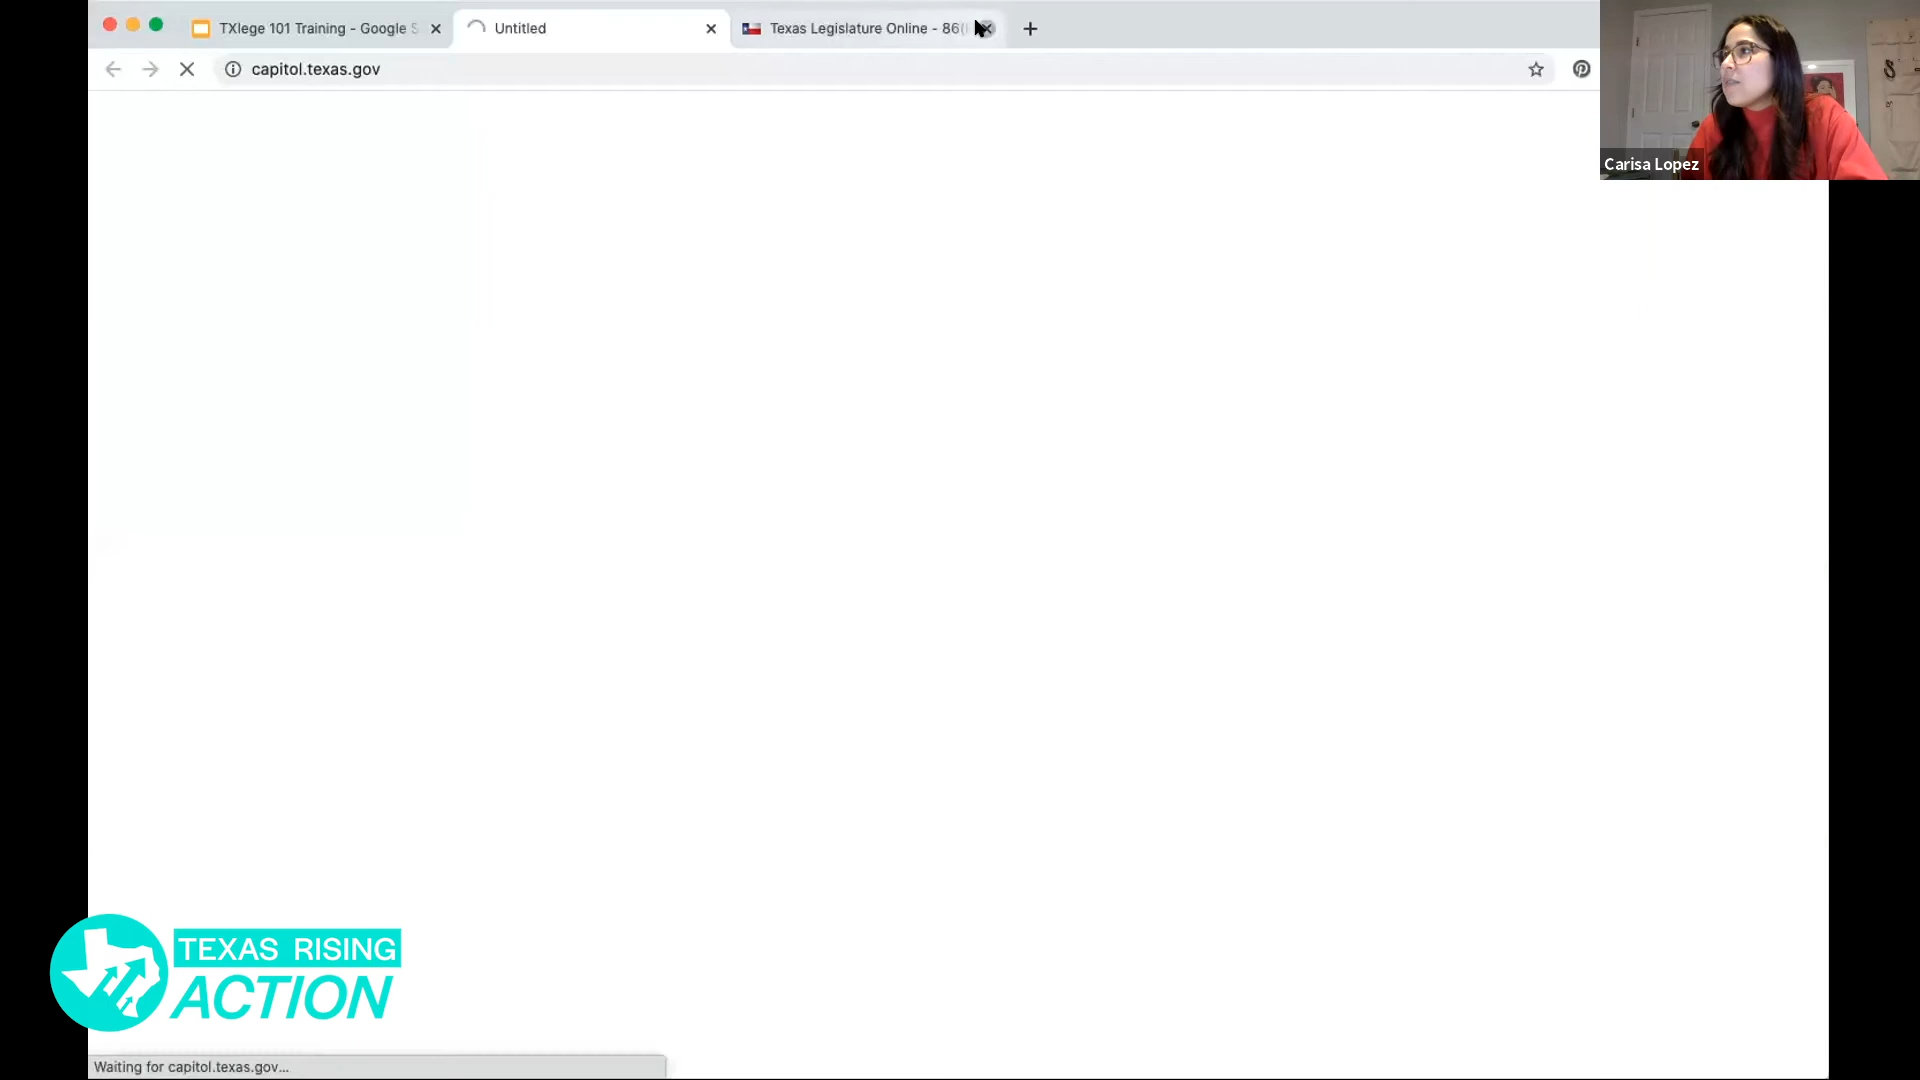 TXlege 101 Training - Google S
Untitled
Texas Legislature Online - 86(
capitol.texas.gov
Carisa Lopez
TEXAS RISING
ACTION
Waiting for capitol.texas.gov...